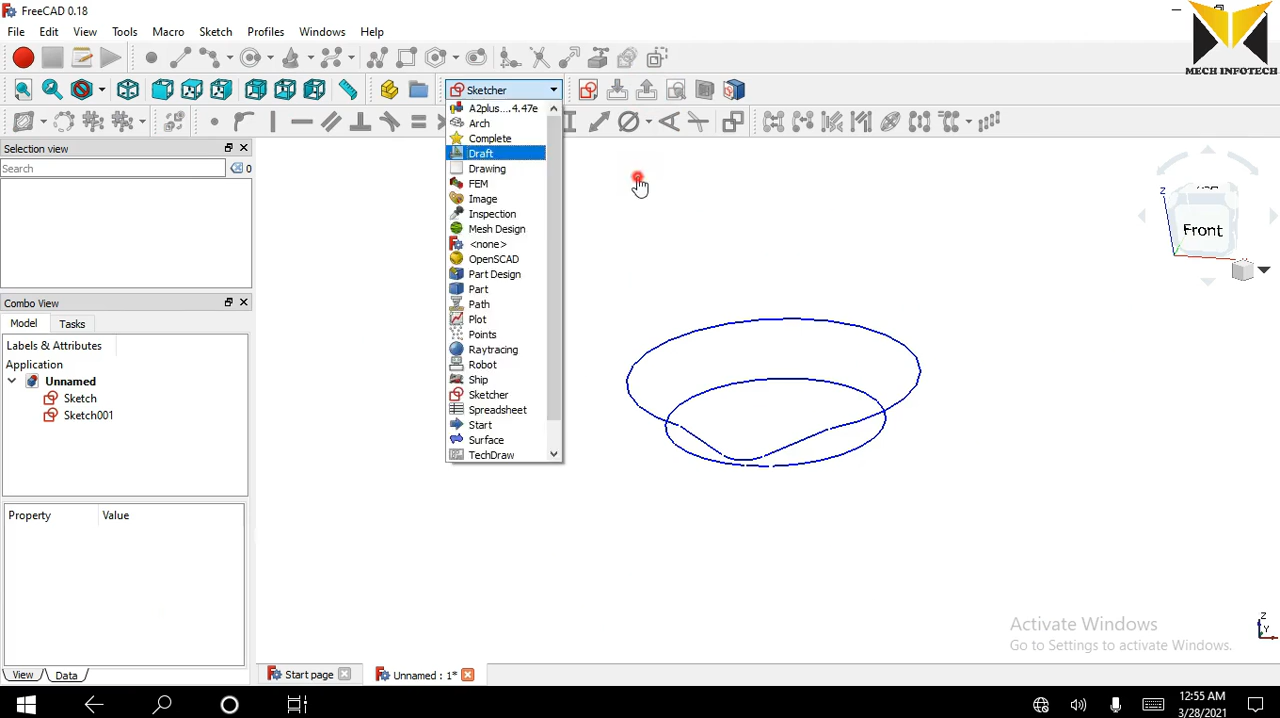 FreeCAD 0.18
MECH INFOTECH
File Edit View Tools Macro Sketch Profiles Windows Help
Sketcher
A2plus....4.47e
Arch
Complete
Draft
Drawing
FEM
Image
Inspection
Mesh Design
<none>
OpenSCAD
Part Design
Part
Path
Plot
Points
Raytracing
Robot
Ship
Sketcher
Spreadsheet
Start
Surface
TechDraw
Selection view
Search
0
Combo View
Model Tasks
Labels & Attributes
Application
Unnamed
Sketch
Sketch001
Property Value
View Data
Z
Front
Activate Windows
Go to Settings to activate Windows.
Z
Y
Start page
Unnamed : 1*
12:55 AM
3/28/2021